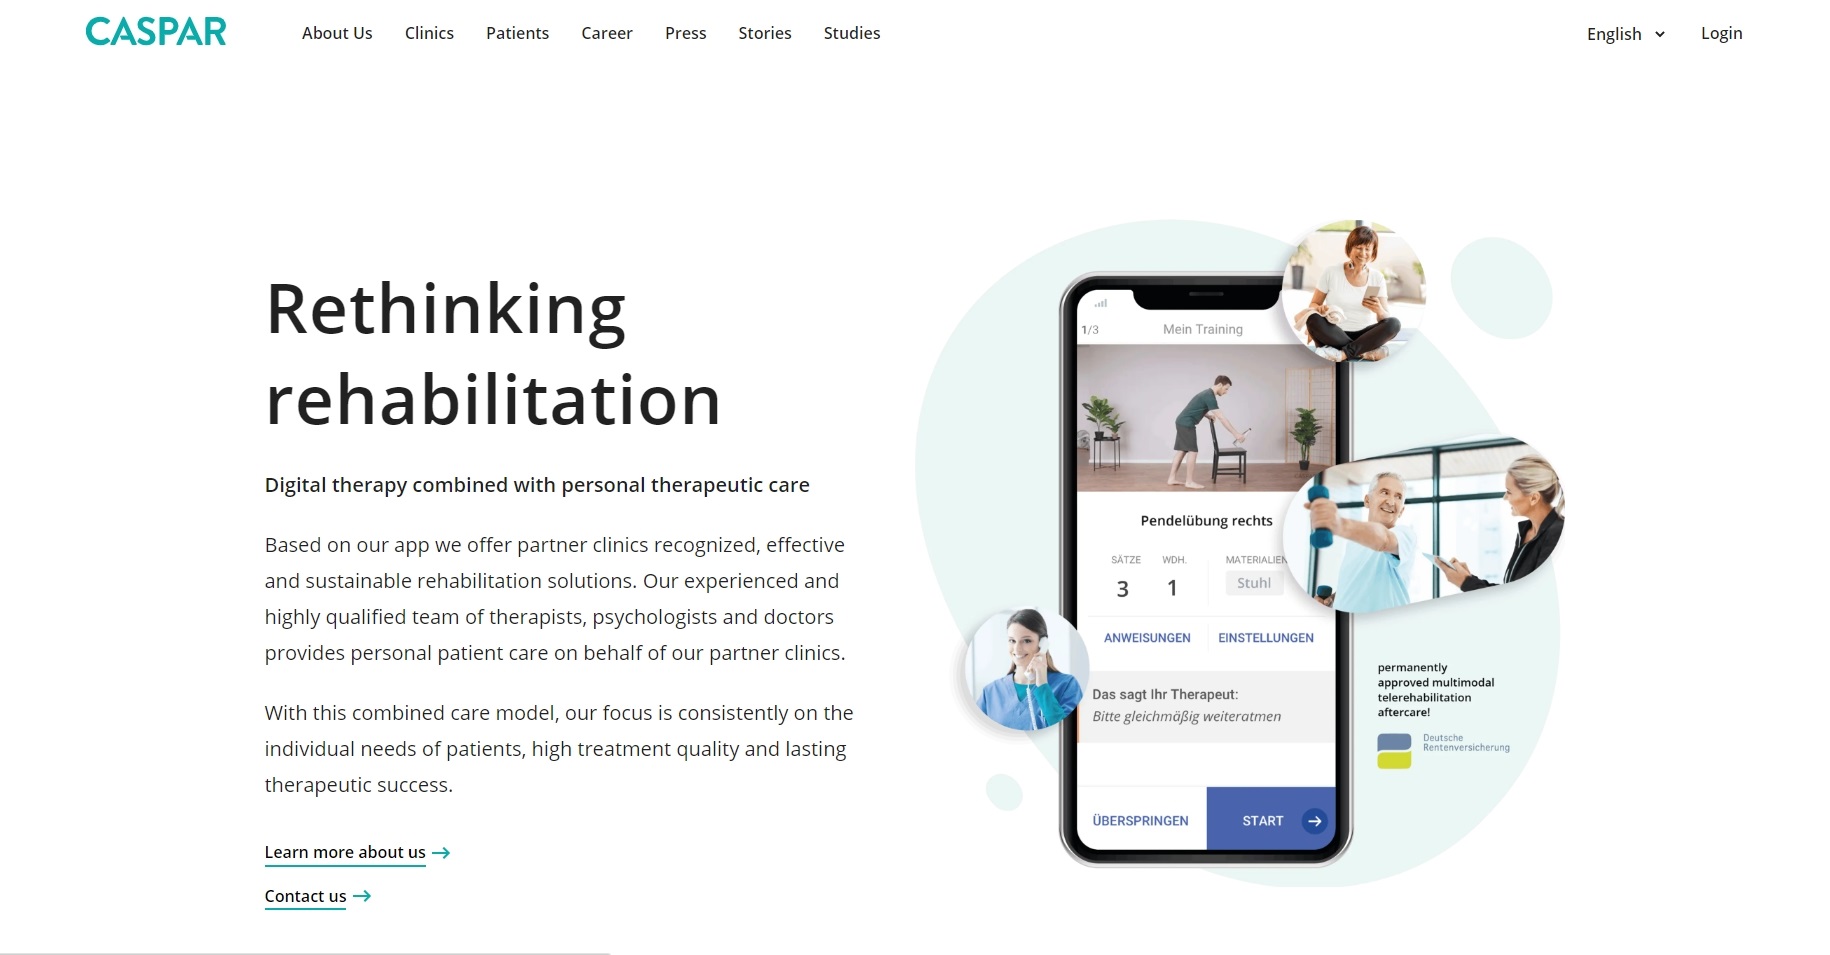 CASPAR
About Us
Clinics
Patients
Career
Press
Stories
Studies
English
Login
Rethinking
rehabilitation
Digital therapy combined with personal therapeutic care
Based on our app we offer partner clinics recognized, effective
and sustainable rehabilitation solutions. Our experienced and
highly qualified team of therapists, psychologists and doctors
provides personal patient care on behalf of our partner clinics.
With this combined care model, our focus is consistently on the
individual needs of patients, high treatment quality and lasting
therapeutic success.
Learn more about us
Contact us
1/3
Mein Training
Pendelübung rechts
SÄTZE WDH. MATERIALIEN
3 1 Stuhl
ANWEISUNGEN EINSTELLUNGEN
Das sagt Ihr Therapeut:
Bitte gleichmäßig weiteratmen
ÜBERSPRINGEN START
permanently
approved multimodal
telerehabilitation
aftercare!
Deutsche
Rentenversicherung